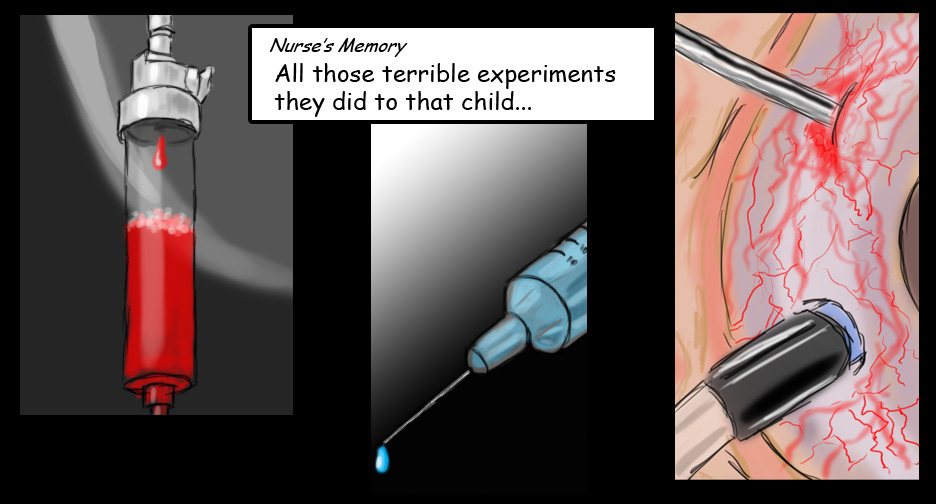 Nurse's Memory
All those terrible experiments
they did to that child...